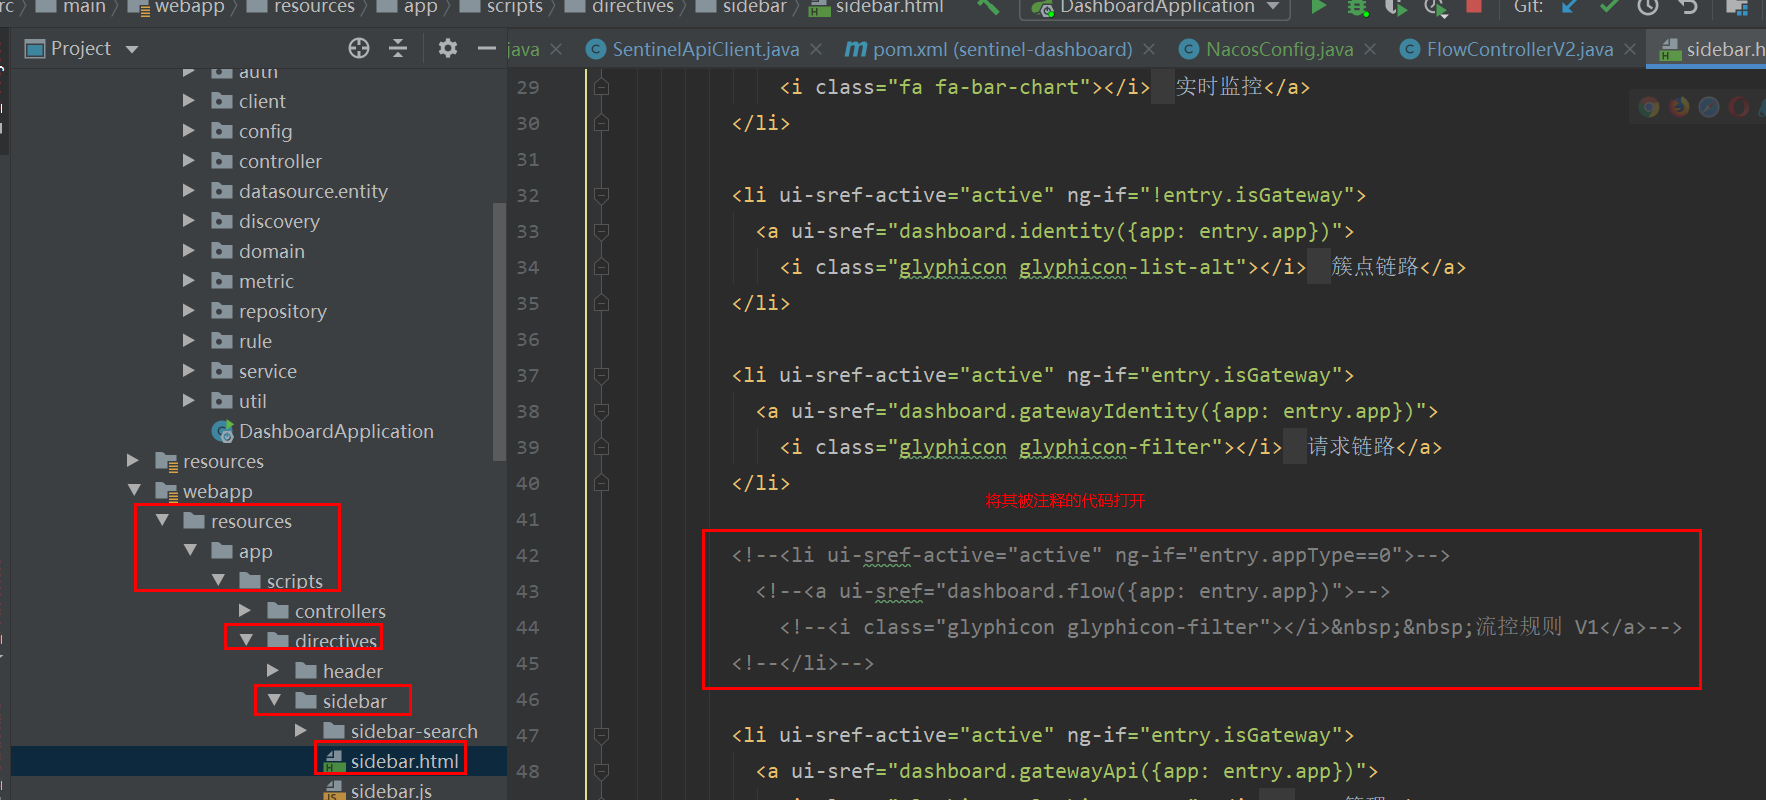 rc main webapp resources app scripts directives sidebar sidebar.html DashboardApplication Git:
Project
java SentinelApiClient.java pom.xml (sentinel-dashboard) NacosConfig.java FlowControllerV2.java sidebar.h
auth
client
config
controller
datasource.entity
discovery
domain
metric
repository
rule
service
util
DashboardApplication
resources
webapp
resources
app
scripts
controllers
directives
header
sidebar
sidebar-search
sidebar.html
sidebar.js
29 <i class="fa fa-bar-chart"></i> 实时监控</a>
30 </li>
31
32 <li ui-sref-active="active" ng-if="!entry.isGateway">
33 <a ui-sref="dashboard.identity({app: entry.app})">
34 <i class="glyphicon glyphicon-list-alt"></i> 簇点链路</a>
35 </li>
36
37 <li ui-sref-active="active" ng-if="entry.isGateway">
38 <a ui-sref="dashboard.gatewayIdentity({app: entry.app})">
39 <i class="glyphicon glyphicon-filter"></i> 请求链路</a>
40 </li>
将其被注释的代码打开
41
42 <!--<li ui-sref-active="active" ng-if="entry.appType==0">-->
43 <!--<a ui-sref="dashboard.flow({app: entry.app})">-->
44 <!--<i class="glyphicon glyphicon-filter"></i>&nbsp;&nbsp;流控规则 V1</a>-->
45 <!--</li>-->
46
47 <li ui-sref-active="active" ng-if="entry.isGateway">
48 <a ui-sref="dashboard.gatewayApi({app: entry.app})">